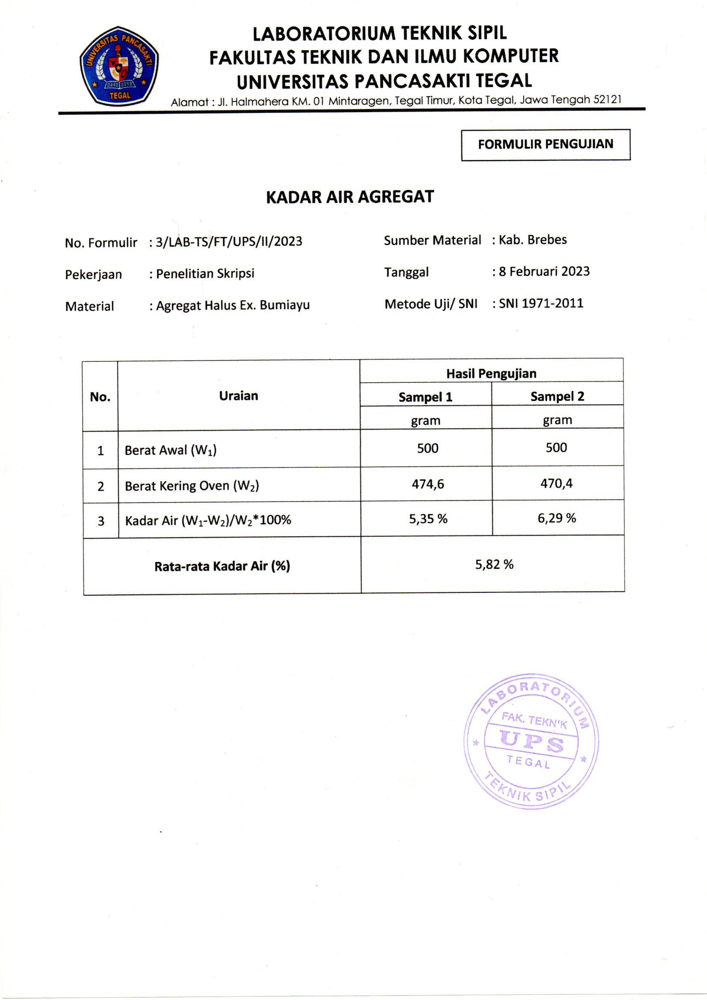 UNIVERSITAS PANCASAKTI
TEGAL
LABORATORIUM TEKNIK SIPIL
FAKULTAS TEKNIK DAN ILMU KOMPUTER
UNIVERSITAS PANCASAKTI TEGAL
Alamat : Jl. Halmahera KM. 01 Mintaragen, Tegal Timur, Kota Tegal, Jawa Tengah 52121
FORMULIR PENGUJIAN
KADAR AIR AGREGAT
No. Formulir : 3/LAB-TS/FT/UPS/II/2023 Sumber Material : Kab. Brebes
Pekerjaan : Penelitian Skripsi Tanggal : 8 Februari 2023
Material : Agregat Halus Ex. Bumiayu Metode Uji/ SNI : SNI 1971-2011
No. Uraian Hasil Pengujian
Sampel 1 Sampel 2
gram gram
1 Berat Awal (W₁) 500 500
2 Berat Kering Oven (W₂) 474,6 470,4
3 Kadar Air (W₁-W₂)/W₂*100% 5,35 % 6,29 %
Rata-rata Kadar Air (%) 5,82 %
LABORATORIUM
FAK. TEKNIK
UPS
TEGAL
TEKNIK SIPIL